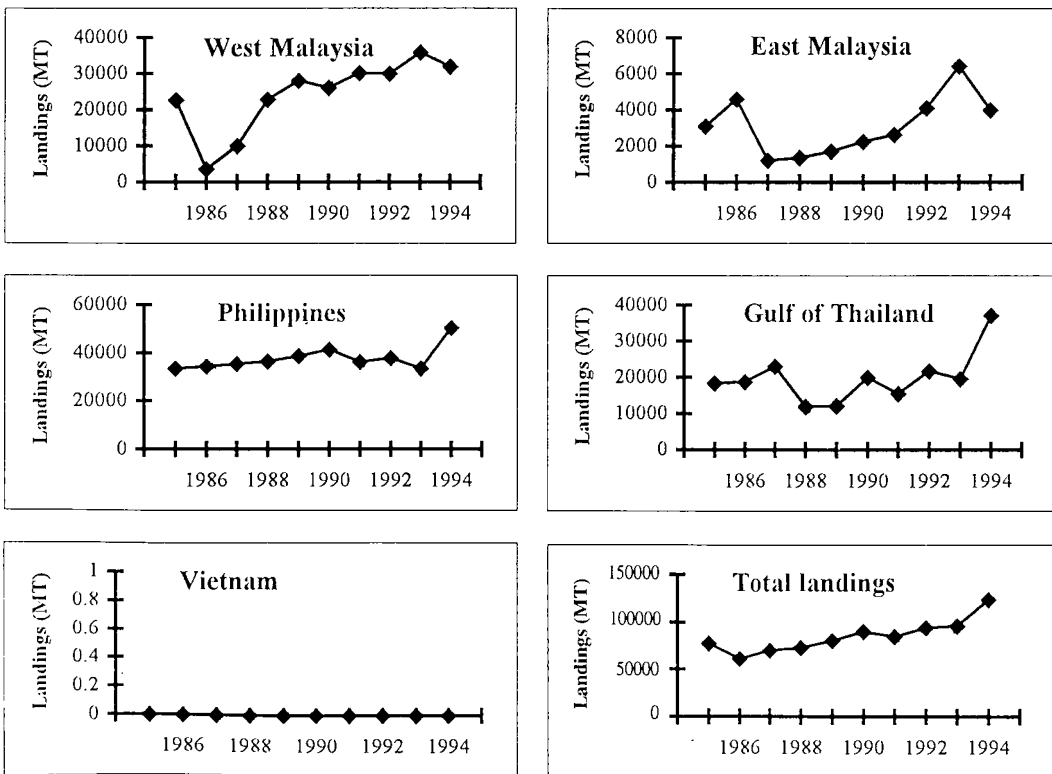 West Malaysia
Landings (MT)
40000
30000
20000
10000
0
1986 1988 1990 1992 1994
East Malaysia
Landings (MT)
8000
6000
4000
2000
0
1986 1988 1990 1992 1994
Philippines
Landings (MT)
60000
40000
20000
0
1986 1988 1990 1992 1994
Gulf of Thailand
Landings (MT)
40000
30000
20000
10000
0
1986 1988 1990 1992 1994
Vietnam
Landings (MT)
1
0.8
0.6
0.4
0.2
0
1986 1988 1990 1992 1994
Total landings
Landings (MT)
150000
100000
50000
0
1986 1988 1990 1992 1994